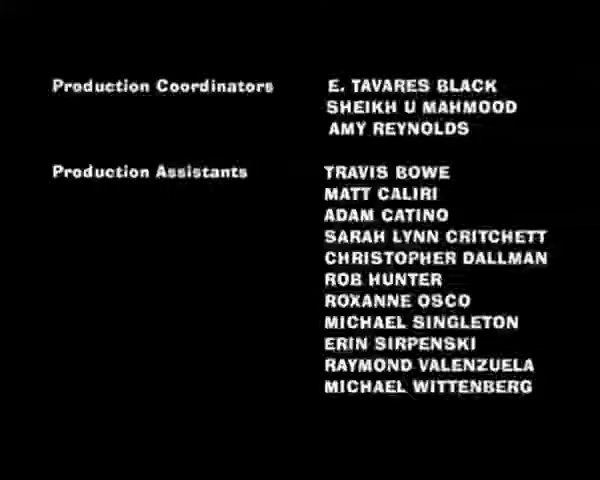 Production Coordinators E. TAVARES BLACK
SHEIKH U MAHMOOD
AMY REYNOLDS
Production Assistants TRAVIS BOWE
MATT CALIRI
ADAM CATINO
SARAH LYNN CRITCHETT
CHRISTOPHER DALLMAN
ROB HUNTER
ROXANNE OSCO
MICHAEL SINGLETON
ERIN SIRPENSKI
RAYMOND VALENZUELA
MICHAEL WITTENBERG